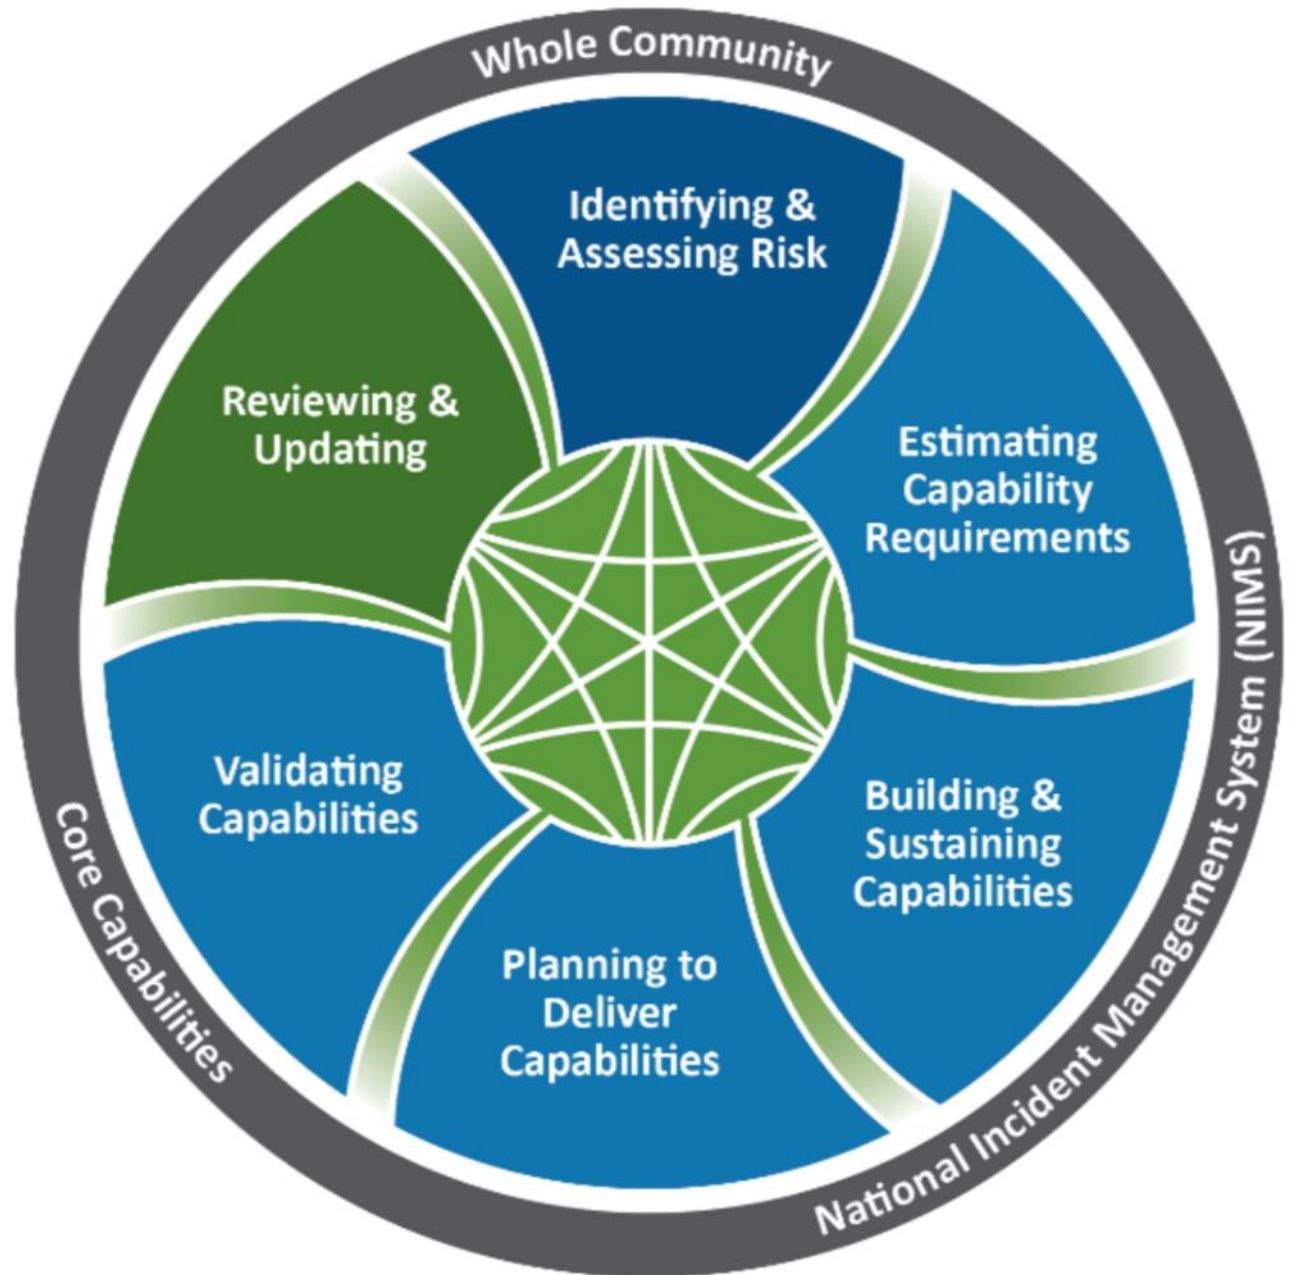 Whole Community
Identifying &
Assessing Risk
Estimating
Capability
Requirements
Building &
Sustaining
Capabilities
Planning to
Deliver
Capabilities
Validating
Capabilities
Reviewing &
Updating
National Incident Management System (NIMS)
Core Capabilities